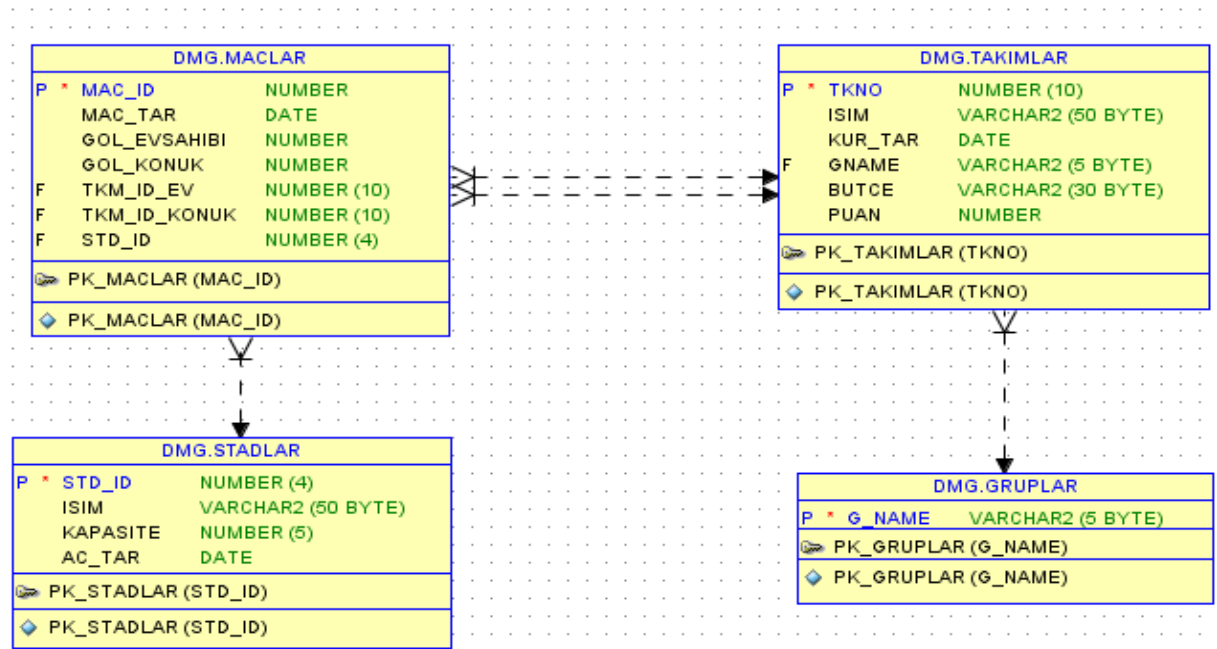 DMG.MACLAR
P * MAC_ID NUMBER
MAC_TAR DATE
GOL_EVSAHIBI NUMBER
GOL_KONUK NUMBER
F TKM_ID_EV NUMBER (10)
F TKM_ID_KONUK NUMBER (10)
F STD_ID NUMBER (4)
PK_MACLAR (MAC_ID)
PK_MACLAR (MAC_ID)
DMG.TAKIMLAR
P * TKNO NUMBER (10)
ISIM VARCHAR2 (50 BYTE)
KUR_TAR DATE
F GNAME VARCHAR2 (5 BYTE)
BUTCE VARCHAR2 (30 BYTE)
PUAN NUMBER
PK_TAKIMLAR (TKNO)
PK_TAKIMLAR (TKNO)
DMG.STADLAR
P * STD_ID NUMBER (4)
ISIM VARCHAR2 (50 BYTE)
KAPASITE NUMBER (5)
AC_TAR DATE
PK_STADLAR (STD_ID)
PK_STADLAR (STD_ID)
DMG.GRUPLAR
P * G_NAME VARCHAR2 (5 BYTE)
PK_GRUPLAR (G_NAME)
PK_GRUPLAR (G_NAME)